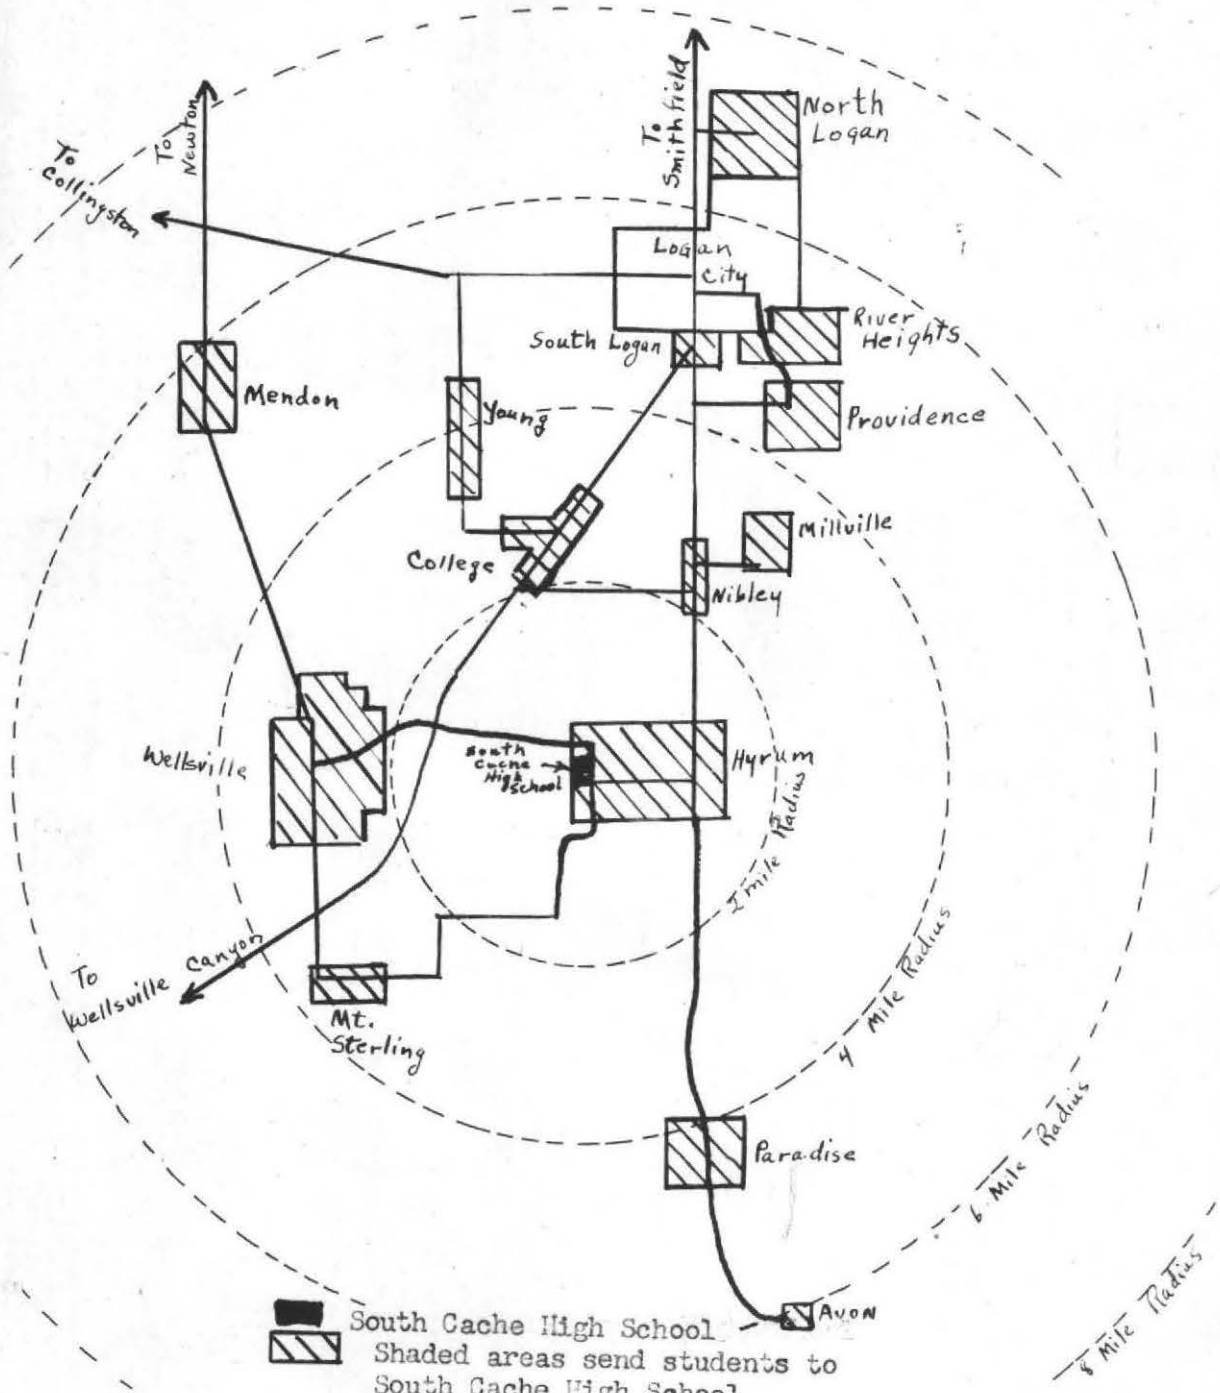 To
Newton
To
Collingston
To
Smithfield
North
Logan
Logan
City
South Logan
River
Heights
Mendon
Young
Providence
College
Millville
Nibley
Wellsville
South
Cache
High
School
Hyrum
2 mile Radius
To
Wellsville Canyon
Mt.
Sterling
4 Mile Radius
Paradise
6 Mile Radius
Avon
8 Mile Radius
South Cache High School
Shaded areas send students to
South Cache High School